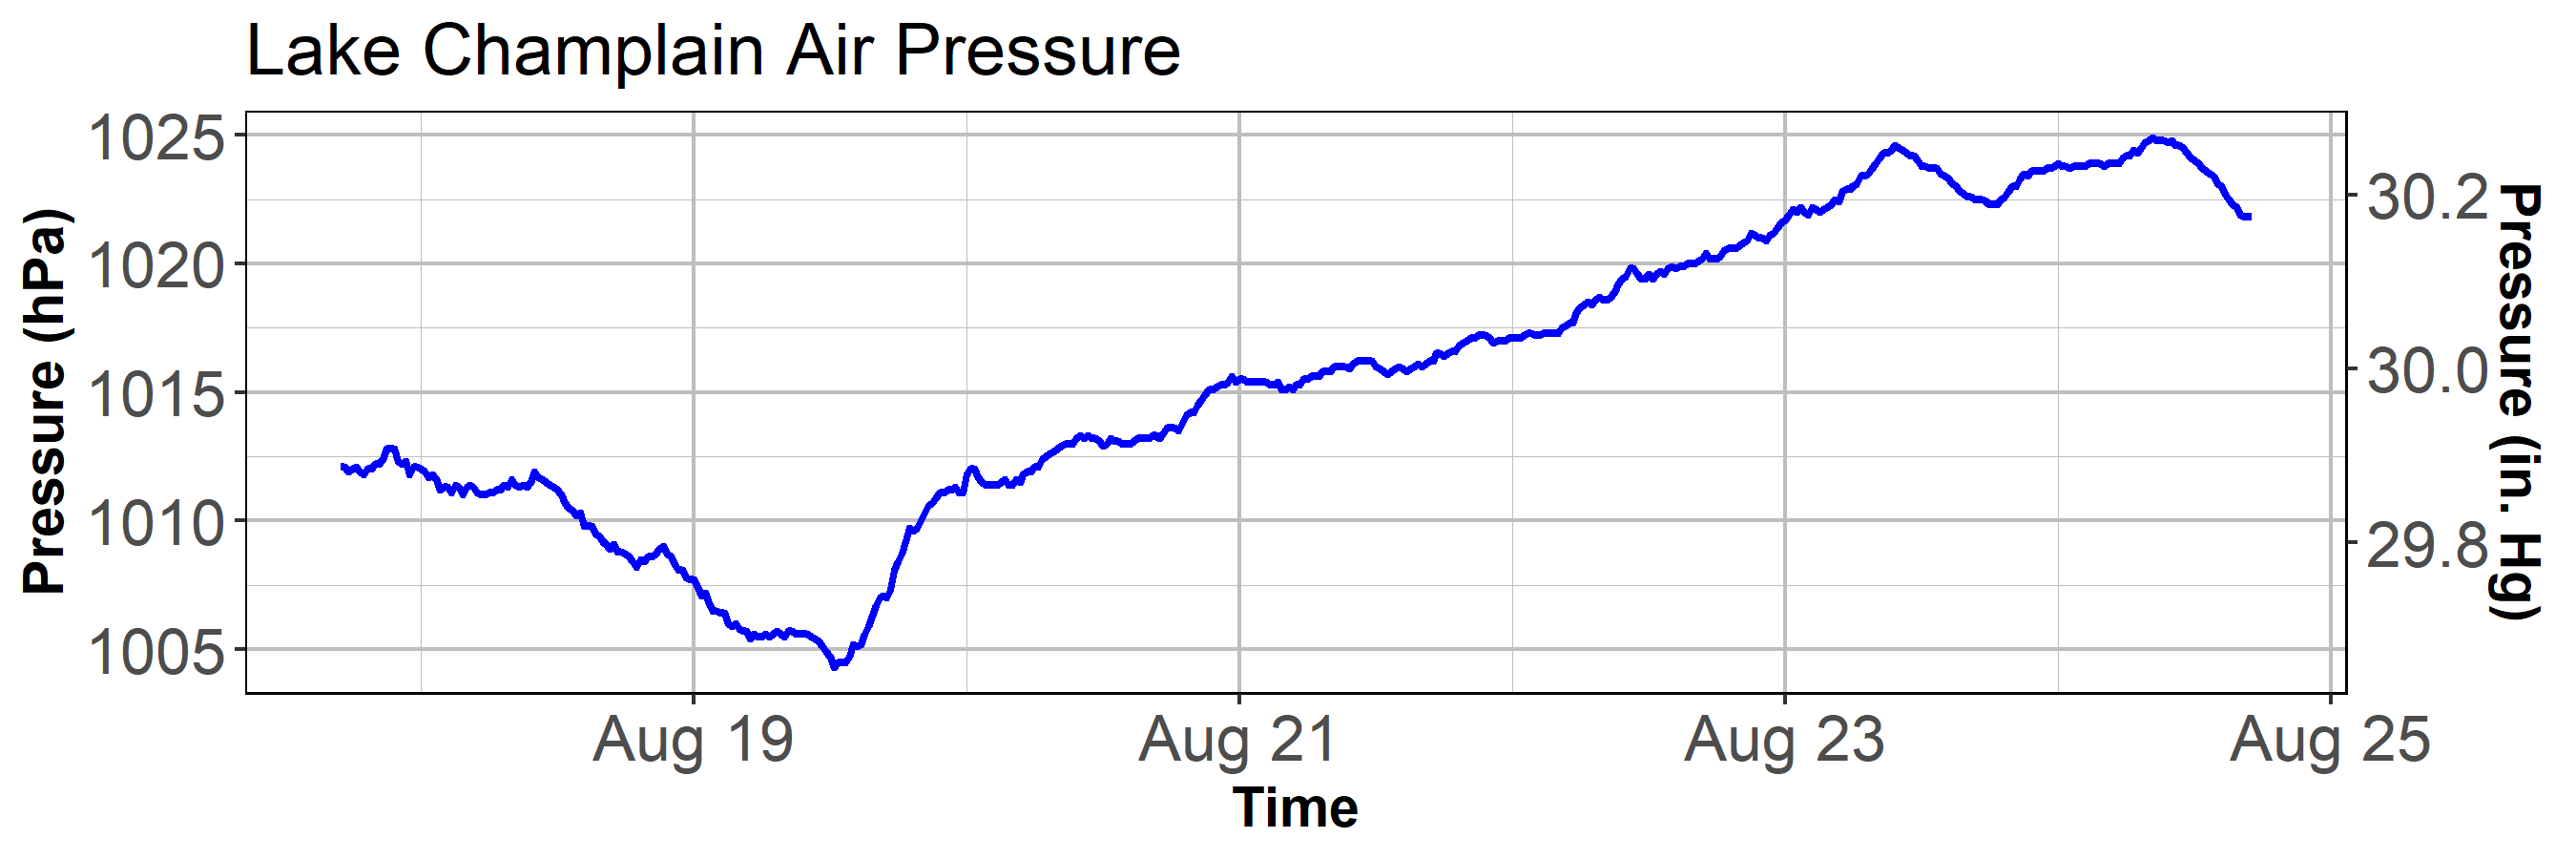 Lake Champlain Air Pressure
1025
1020
1015
1010
1005
Pressure (hPa)
30.2
30.0
29.8
Pressure (in. Hg)
Aug 19
Aug 21
Aug 23
Aug 25
Time